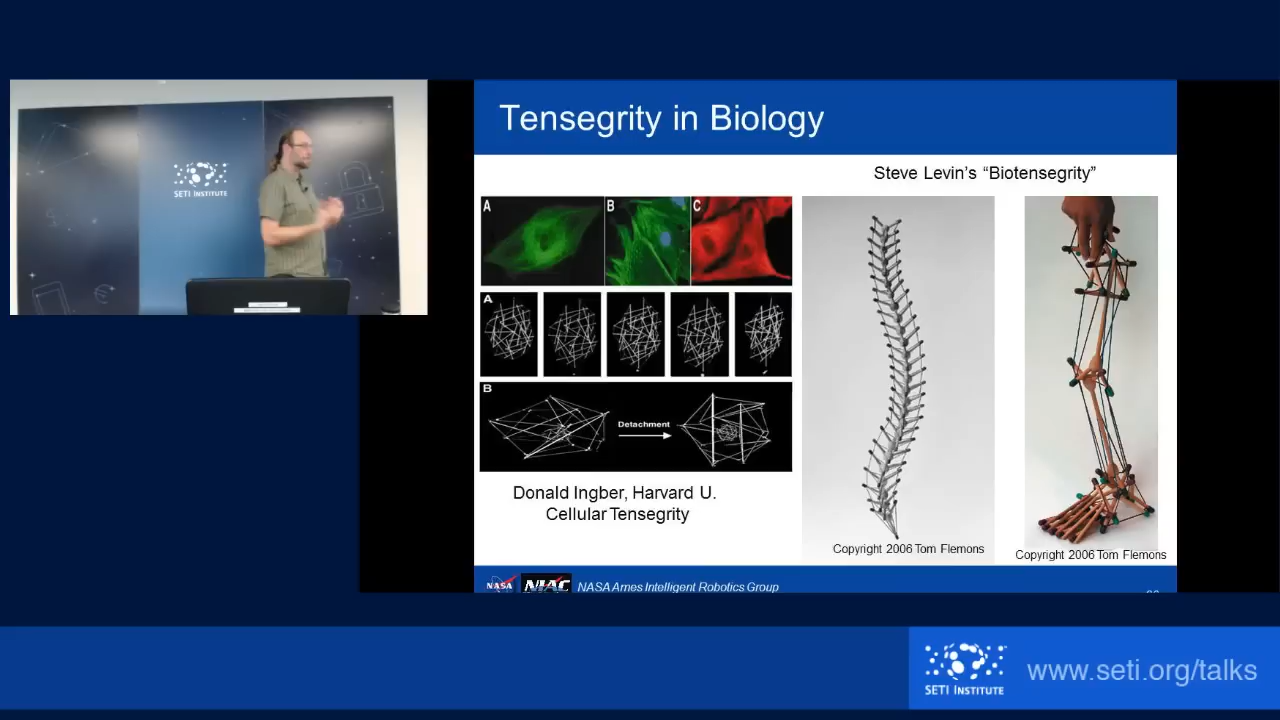 SETI INSTITUTE
Tensegrity in Biology
Steve Levin's “Biotensegrity”
A
B
C
A
B
Detachment
Donald Ingber, Harvard U.
Cellular Tensegrity
Copyright 2006 Tom Flemons
Copyright 2006 Tom Flemons
NASA
NIAC
NASA Ames Intelligent Robotics Group
SETI INSTITUTE
www.seti.org/talks